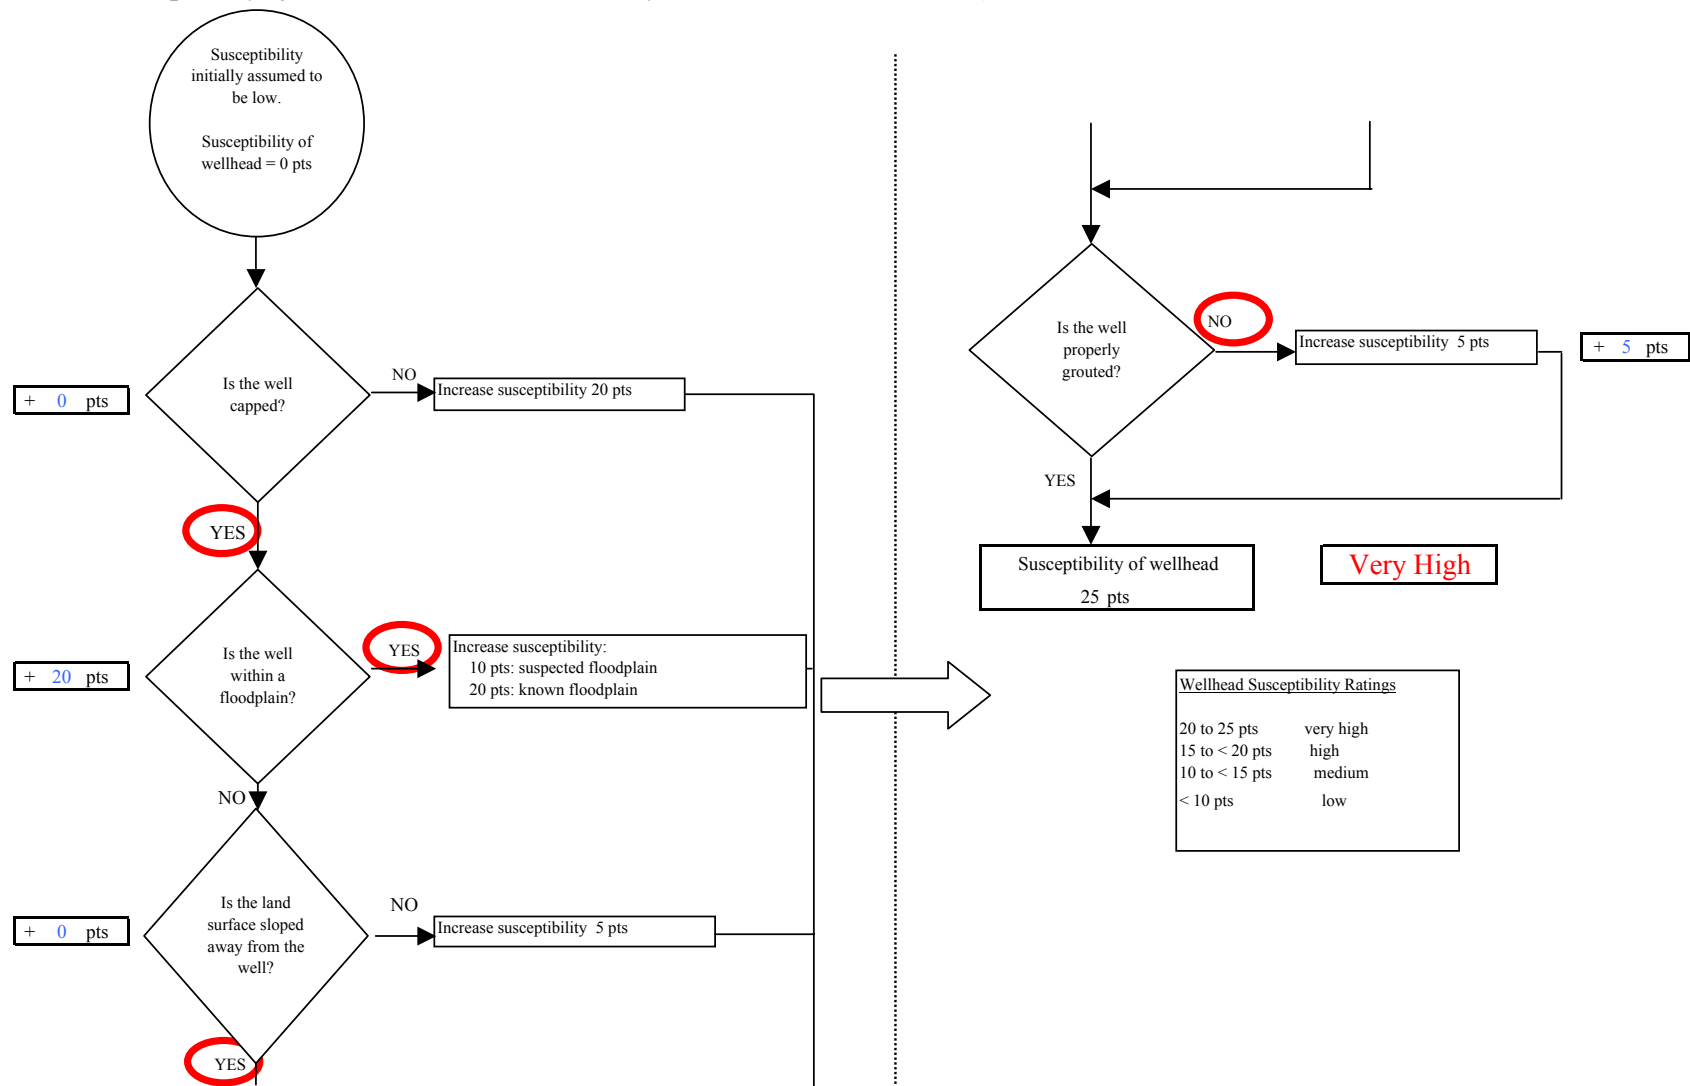 Susceptibility
initially assumed to
be low.
Susceptibility of
wellhead = 0 pts
Is the well
capped?
NO
Increase susceptibility 20 pts
+ 0 pts
YES
Is the well
within a
floodplain?
YES
Increase susceptibility:
10 pts: suspected floodplain
20 pts: known floodplain
+ 20 pts
NO
Is the land
surface sloped
away from the
well?
NO
Increase susceptibility 5 pts
+ 0 pts
YES
Is the well
properly
grouted?
NO
Increase susceptibility 5 pts
+ 5 pts
YES
Susceptibility of wellhead
25 pts
Very High
Wellhead Susceptibility Ratings
20 to 25 pts very high
15 to < 20 pts high
10 to < 15 pts medium
< 10 pts low